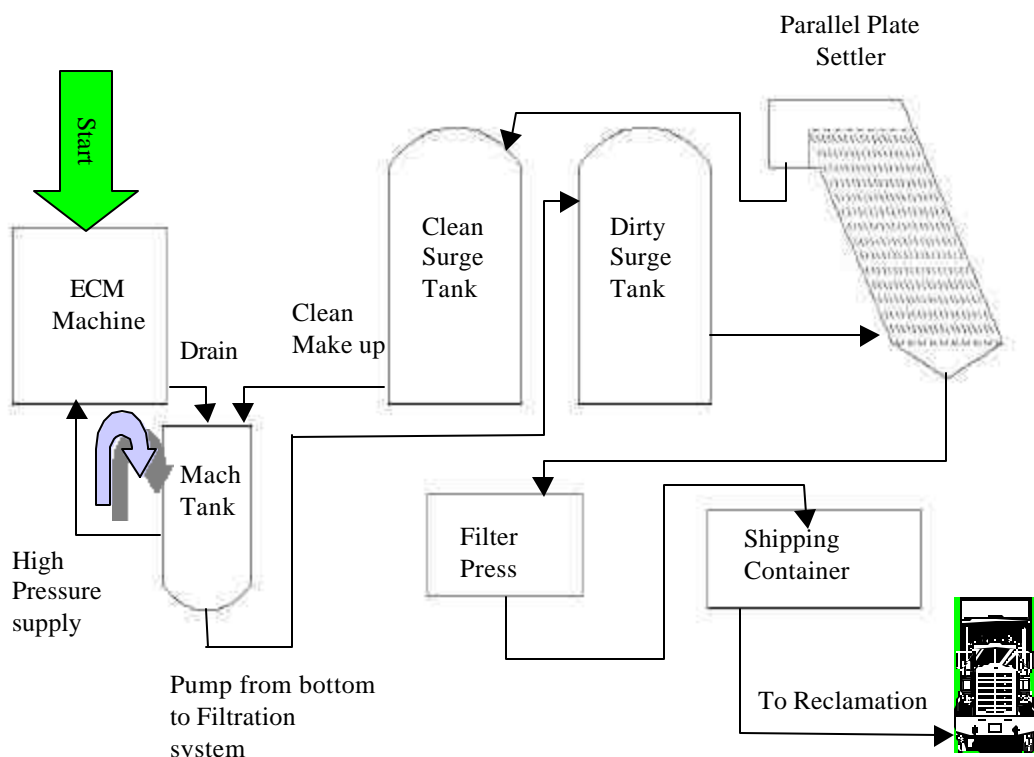 Parallel Plate
Settler
Start
Clean
Surge
Tank
Dirty
Surge
Tank
ECM
Machine
Clean
Make up
Drain
Mach
Tank
High
Pressure
supply
Filter
Press
Shipping
Container
Pump from bottom
to Filtration
system
To Reclamation